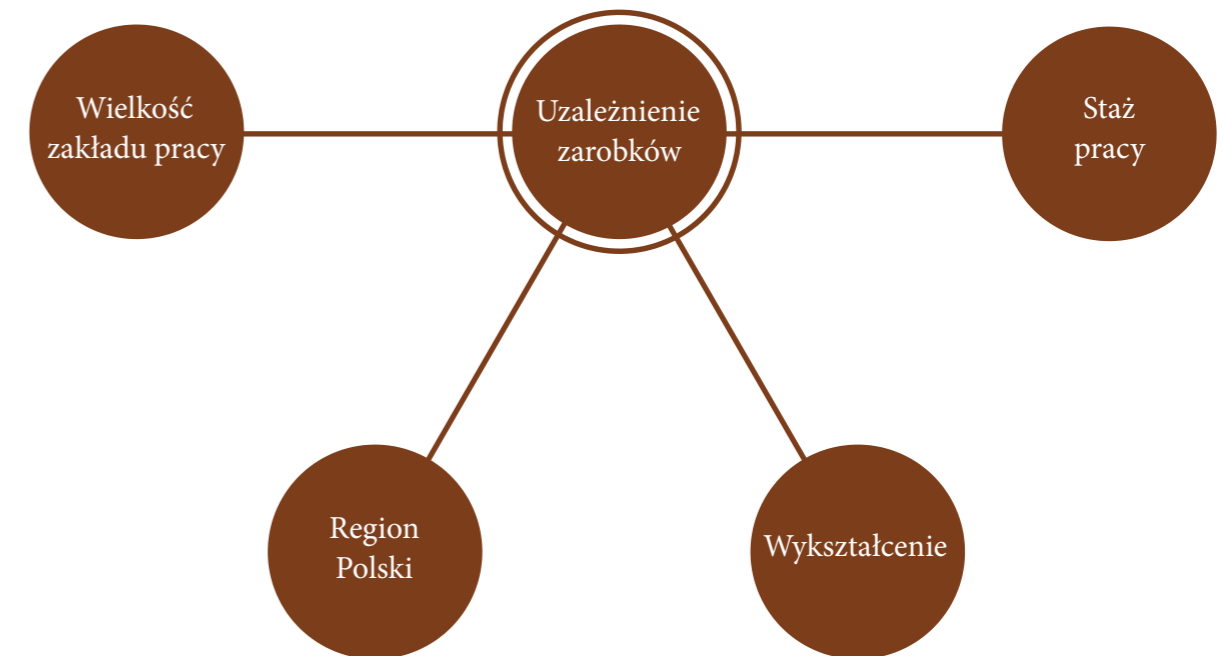 Wielkość
zakładu pracy
Uzależnienie
zarobków
Staż
pracy
Region
Polski
Wykształcenie